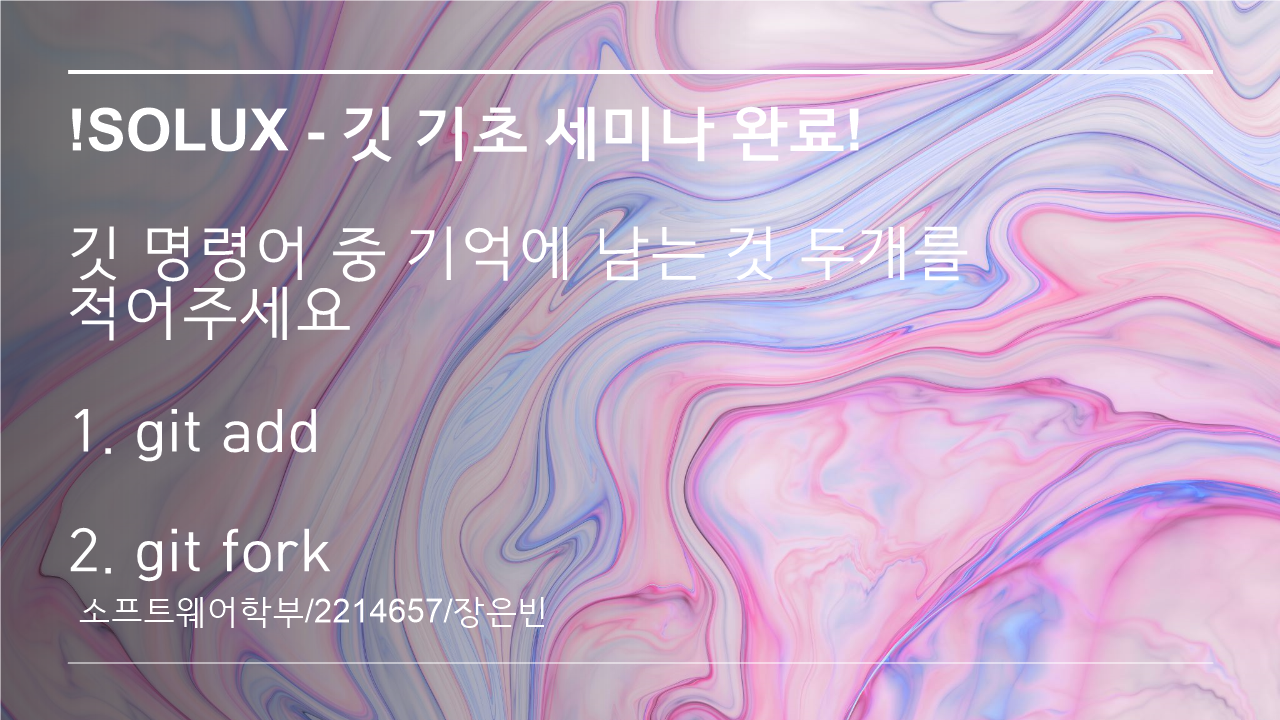 !SOLUX - 깃 기초 세미나 완료!
깃 명령어 중 기억에 남는 것 두개를
적어주세요
1. git add
2. git fork
소프트웨어학부/2214657/장은빈